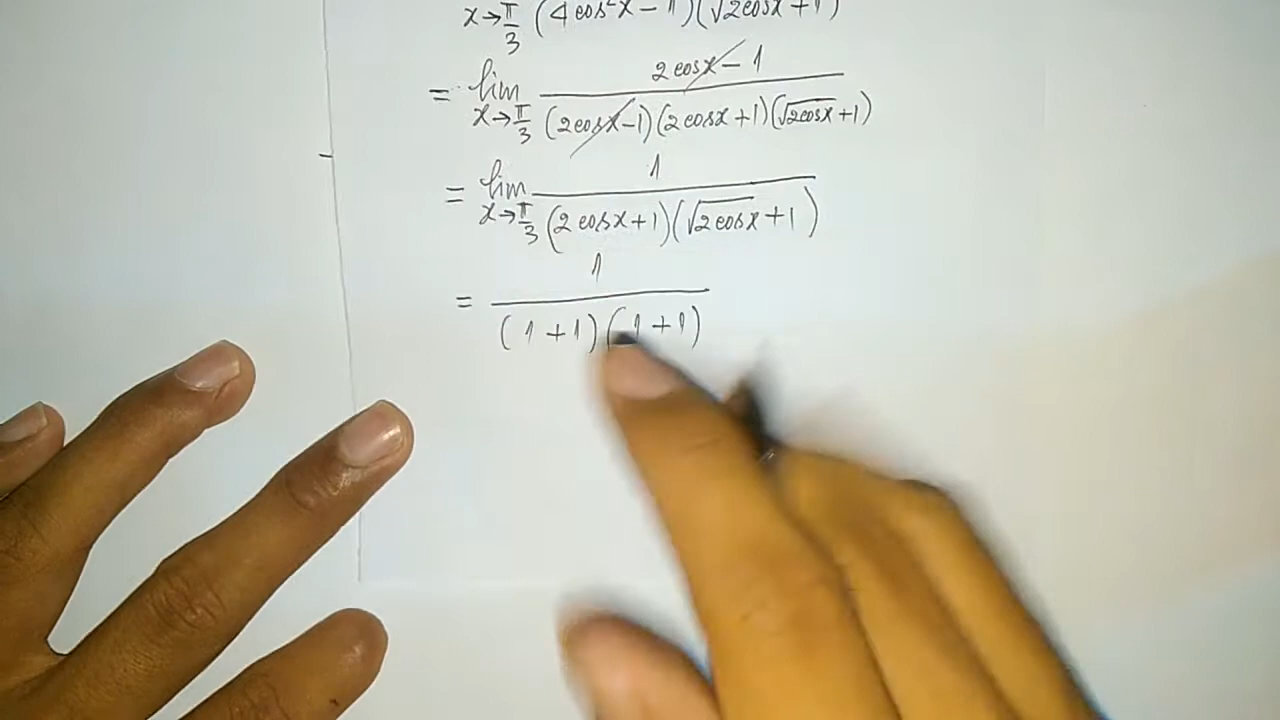 x→π/3 (4cos²x − 1)(√2cosx + 1)
= lim x→π/3 (2cosx − 1)/((2cosx − 1)(2cosx + 1)(√2cosx + 1))
= lim x→π/3 1/((2cosx + 1)(√2cosx + 1))
= 1/((1 + 1)(1 + 1))